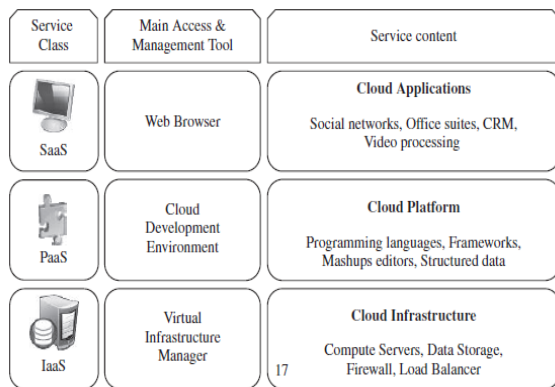 Service
Class
Main Access &
Management Tool
Service content
SaaS
Web Browser
Cloud Applications
Social networks, Office suites, CRM,
Video processing
PaaS
Cloud
Development
Environment
Cloud Platform
Programming languages, Frameworks,
Mashups editors, Structured data
IaaS
Virtual
Infrastructure
Manager
17
Cloud Infrastructure
Compute Servers, Data Storage,
Firewall, Load Balancer